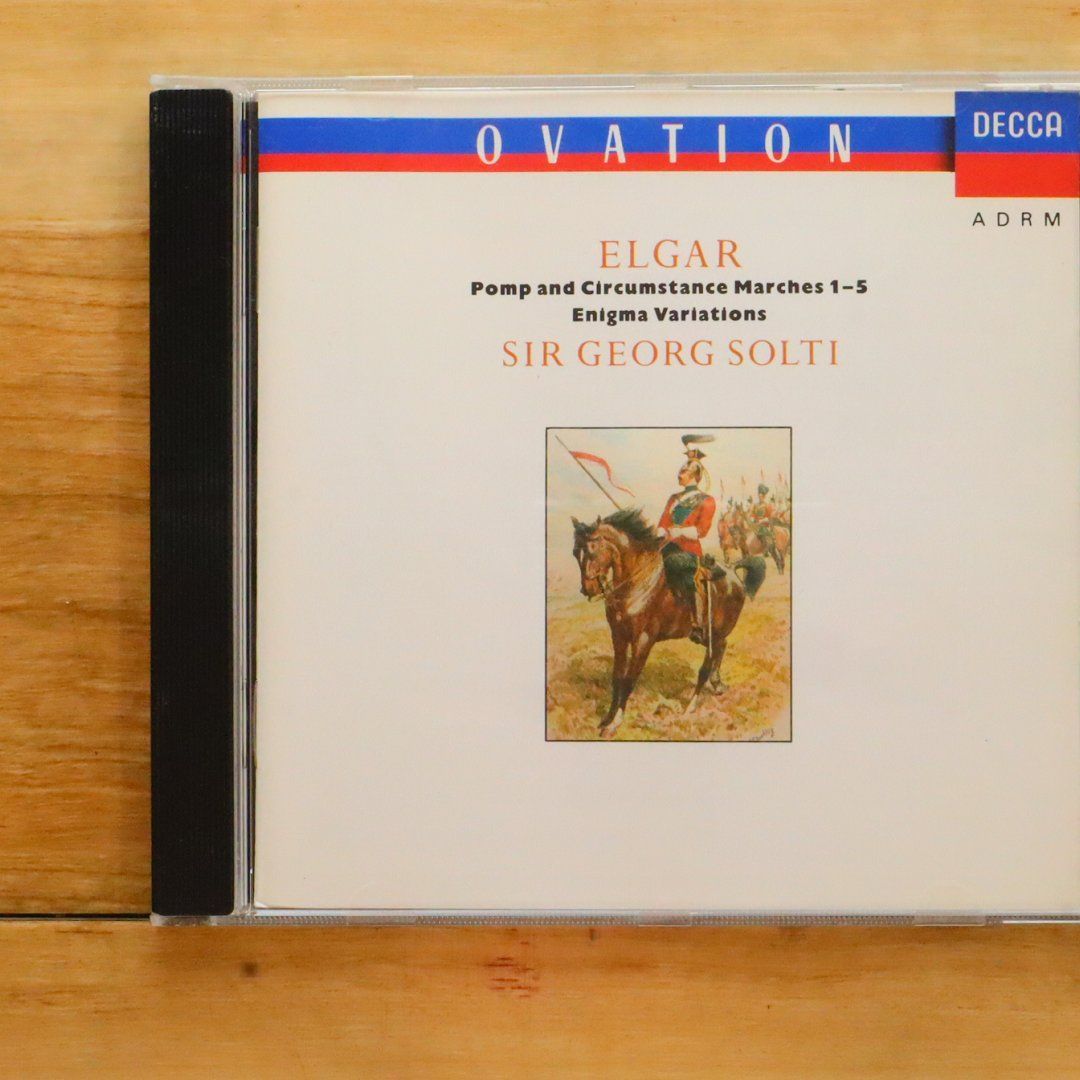 OVATION
DECCA
ADRM
ELGAR
Pomp and Circumstance Marches 1–5
Enigma Variations
SIR GEORG SOLTI